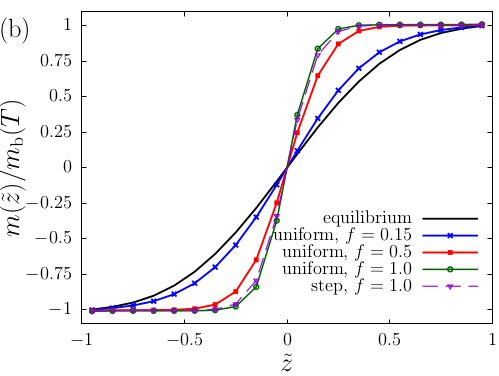 (b)
m(z̃)/m_b(T)
1
0.75
0.5
0.25
0
−0.25
−0.5
−0.75
−1
equilibrium
uniform, f = 0.15
uniform, f = 0.5
uniform, f = 1.0
step, f = 1.0
−1 −0.5 0 0.5 1
z̃